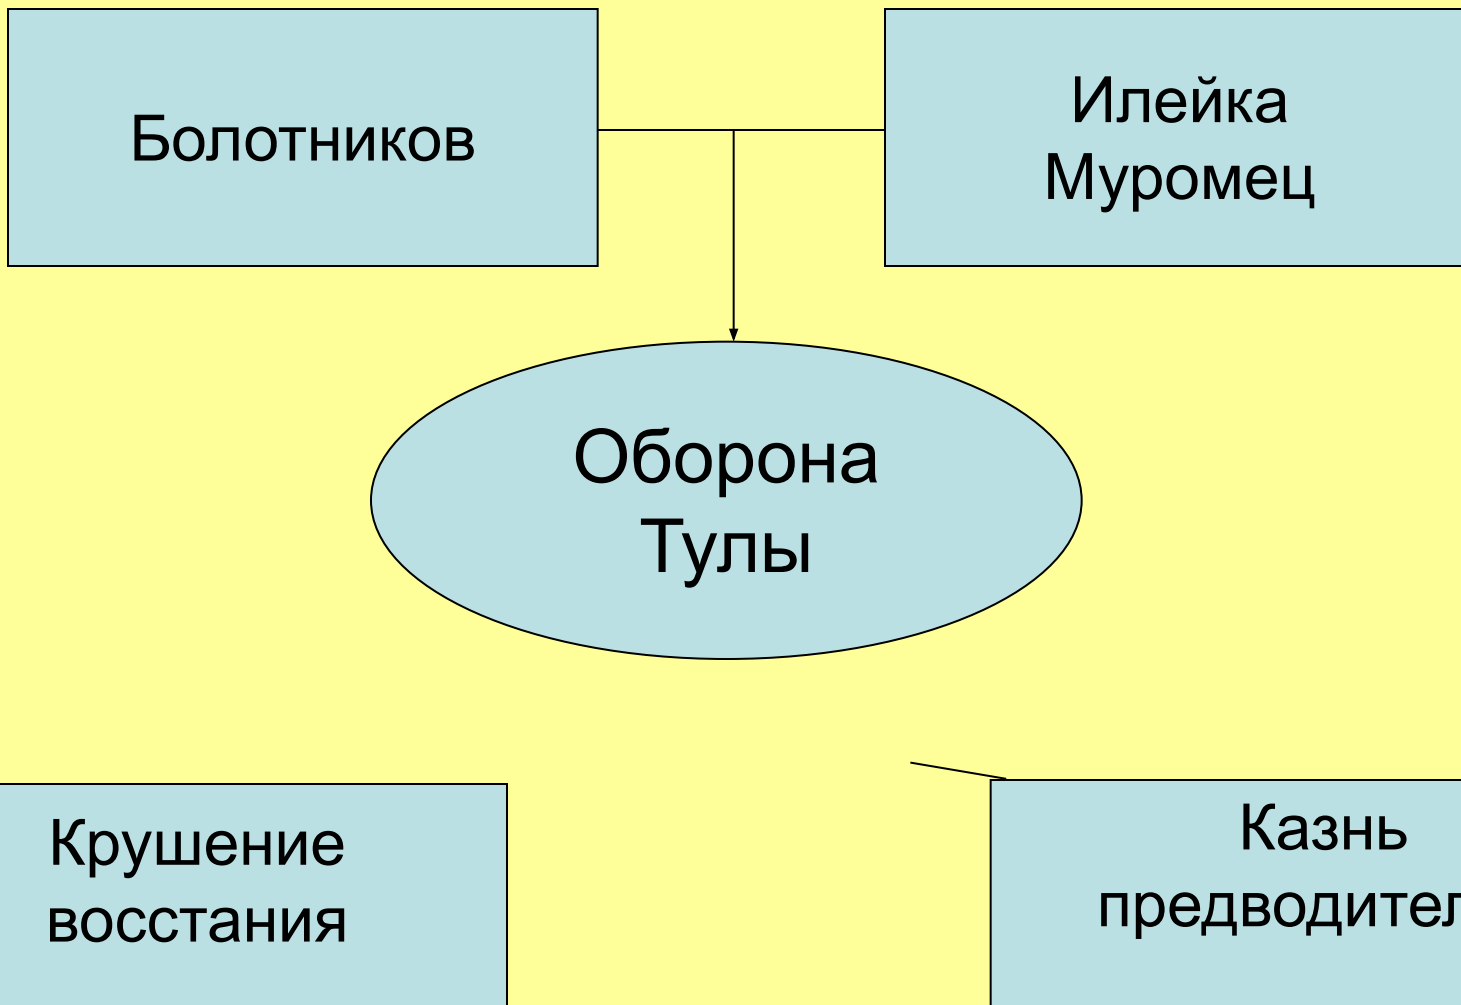 Болотников
Илейка
Муромец
Оборона
Тулы
Крушение
восстания
Казнь